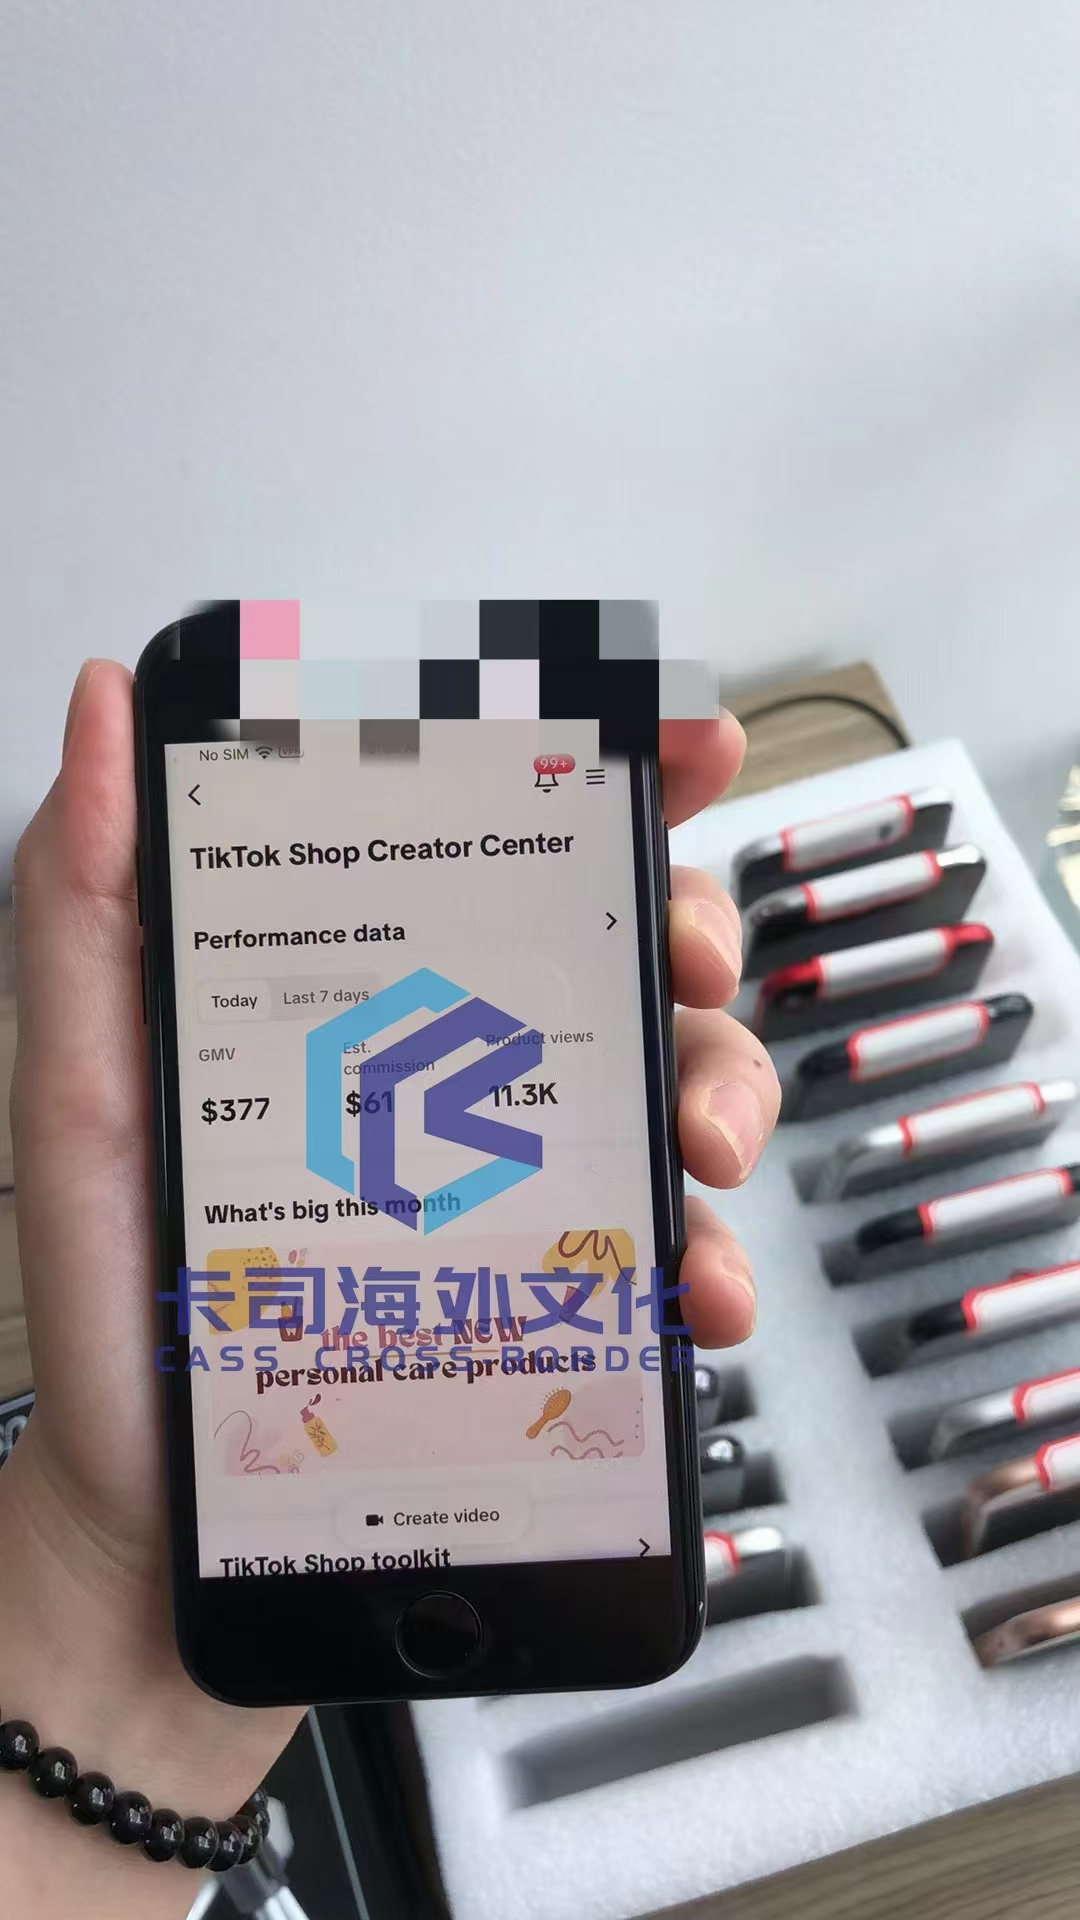 No SIM VPN
99+
TikTok Shop Creator Center
Performance data
Today Last 7 days
GMV Est. commission Product views
$377 $61 11.3K
What's big this month
卡司海外文化
the best NEW
CASS CROSS BORDER
personal care products
Create video
TikTok Shop toolkit